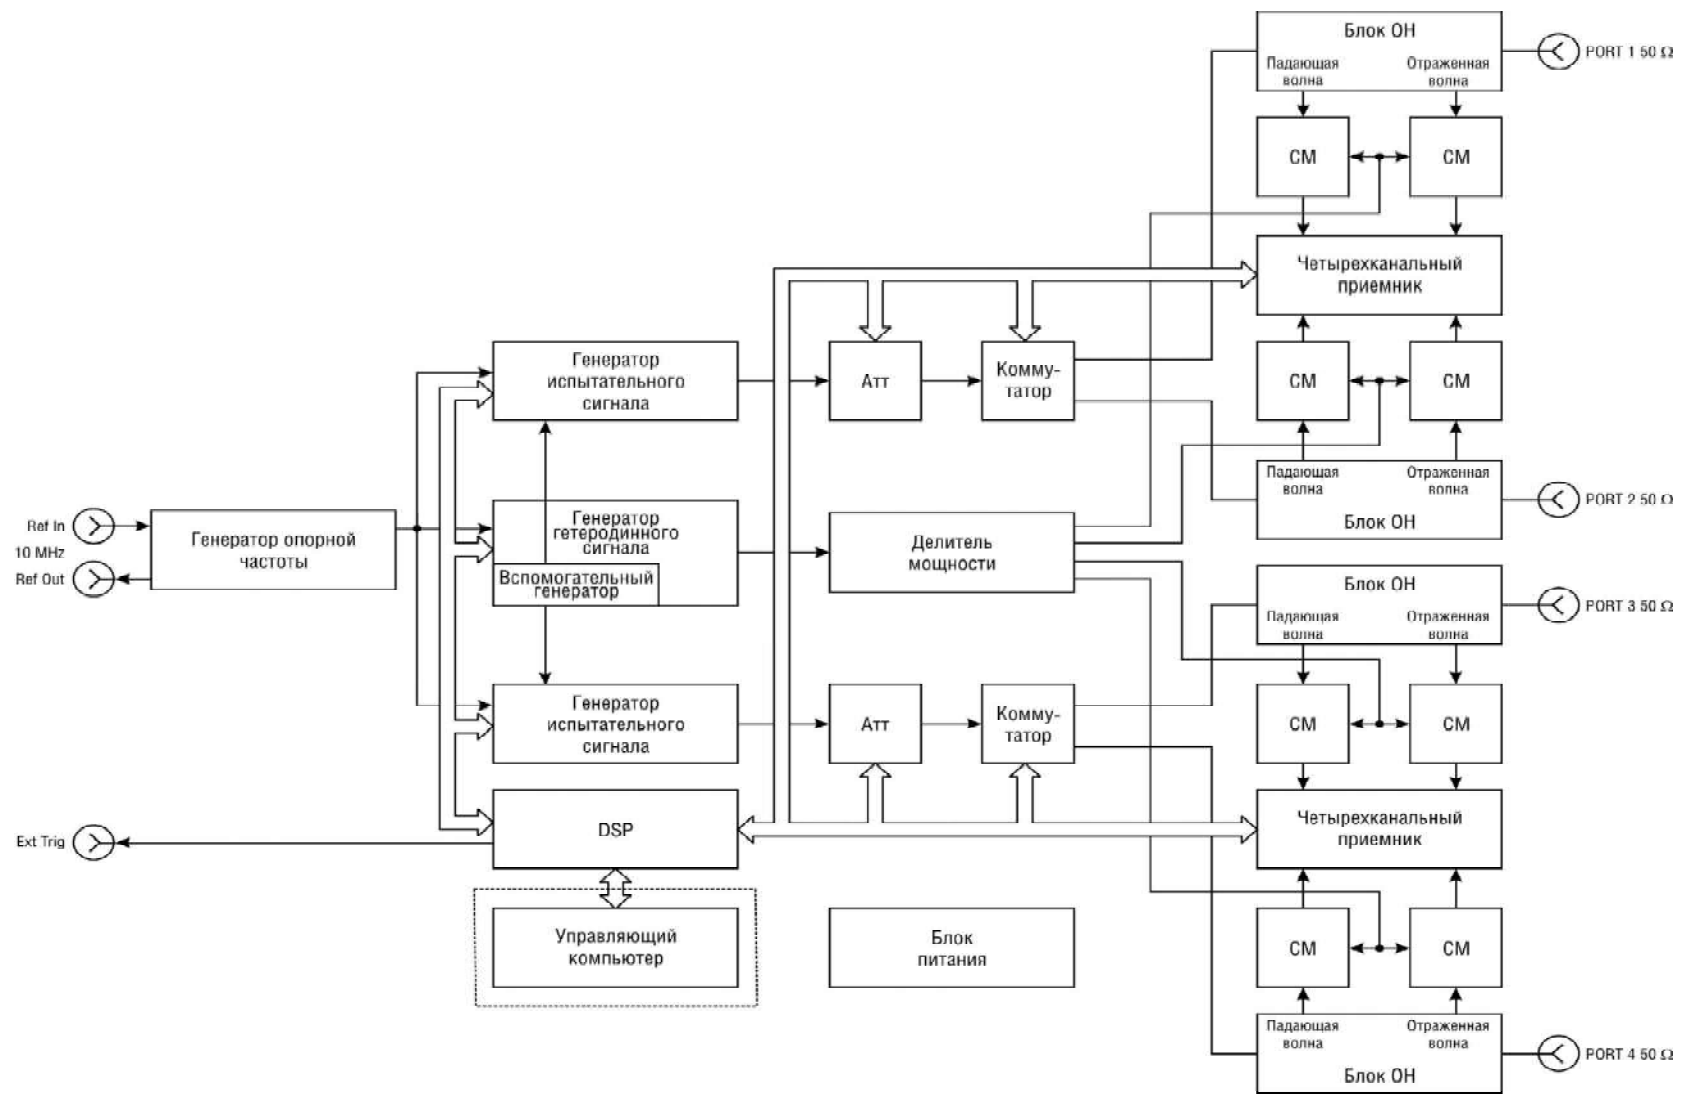 Блок ОН
Падающая
волна
Отраженная
волна
PORT 1 50 Ω
СМ
СМ
Четырехканальный
приемник
Генератор
испытательного
сигнала
Атт
Комму-
татор
СМ
СМ
Падающая
волна
Отраженная
волна
Блок ОН
PORT 2 50 Ω
Ref In
10 MHz
Ref Out
Генератор опорной
частоты
Генератор
гетеродинного
сигнала
Вспомогательный
генератор
Делитель
мощности
Блок ОН
Падающая
волна
Отраженная
волна
PORT 3 50 Ω
Генератор
испытательного
сигнала
Атт
Комму-
татор
СМ
СМ
Ext Trig
DSP
Четырехканальный
приемник
Управляющий
компьютер
Блок
питания
СМ
СМ
Падающая
волна
Отраженная
волна
Блок ОН
PORT 4 50 Ω